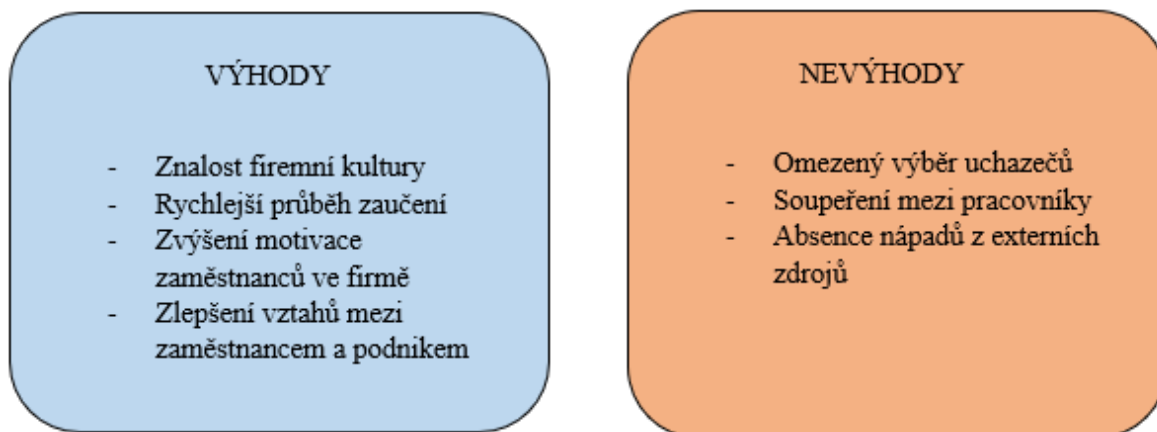 VÝHODY
- Znalost firemní kultury
- Rychlejší průběh zaučení
- Zvýšení motivace
zaměstnanců ve firmě
- Zlepšení vztahů mezi
zaměstnancem a podnikem
NEVÝHODY
- Omezený výběr uchazečů
- Soupeření mezi pracovníky
- Absence nápadů z externích
zdrojů